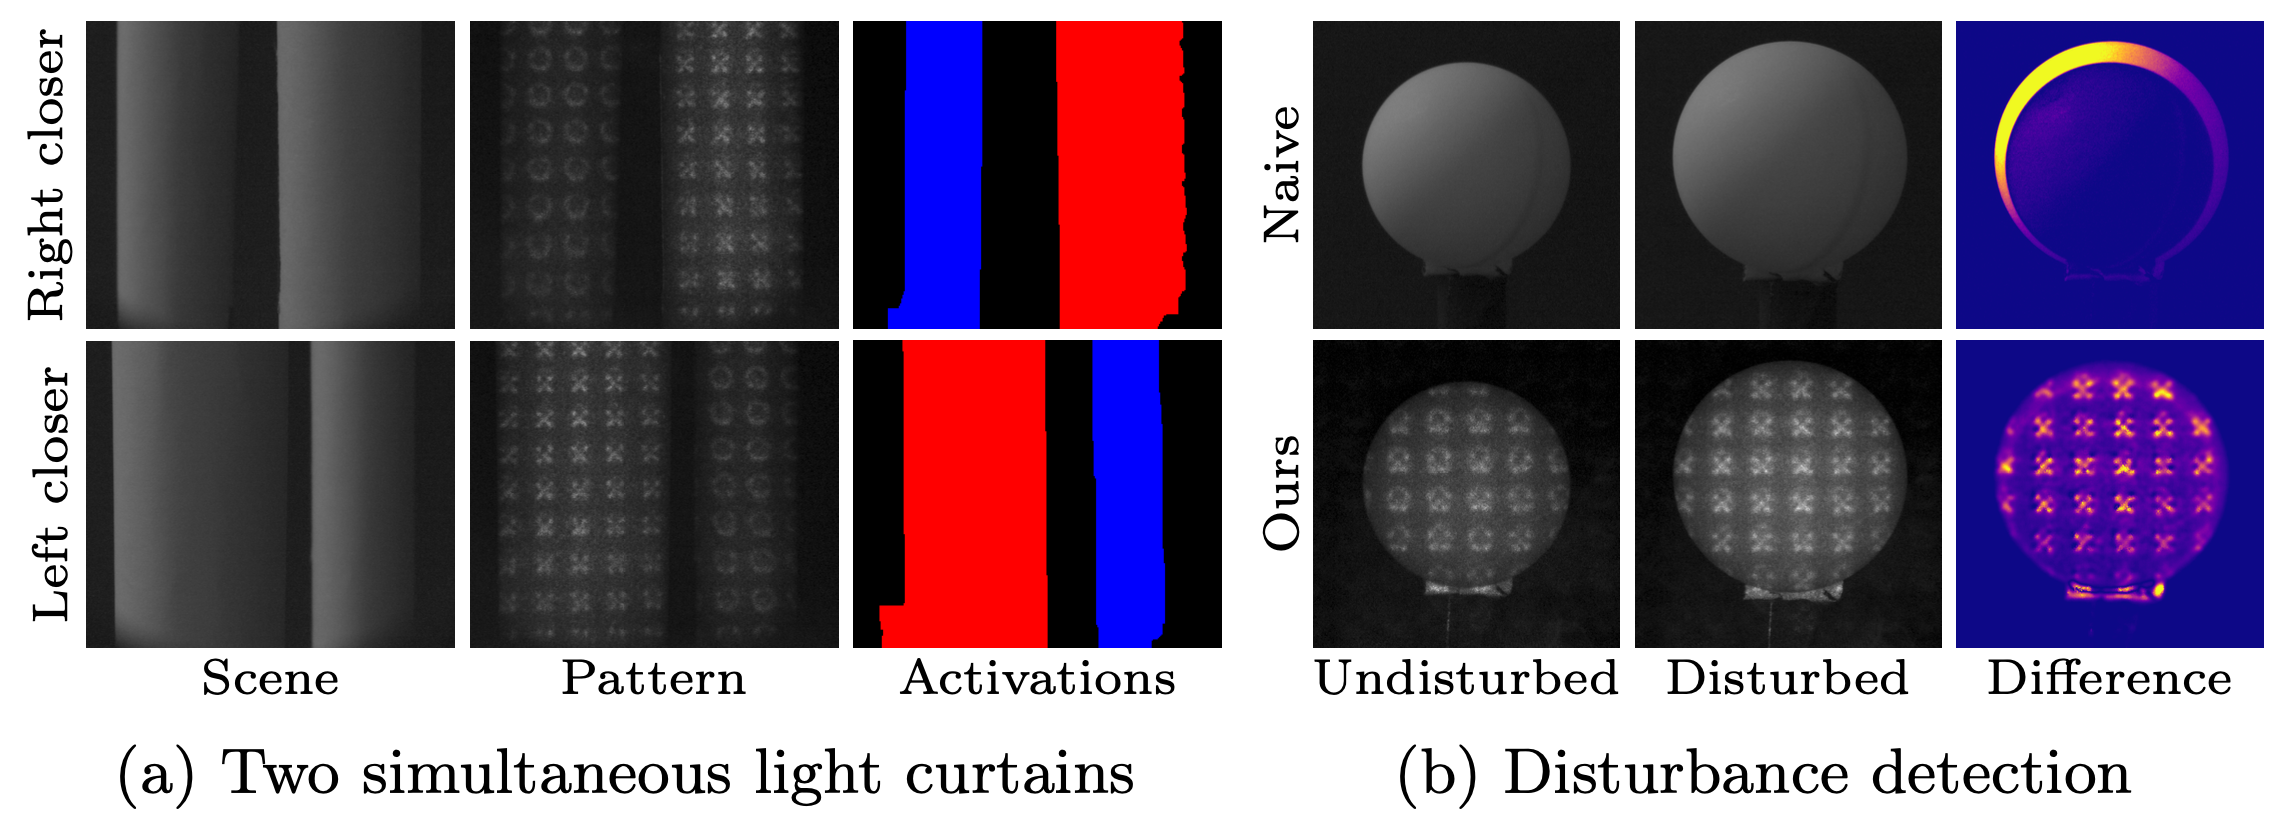 Right closer
Left closer
Scene
Pattern
Activations
(a) Two simultaneous light curtains
Naive
Ours
Undisturbed
Disturbed
Difference
(b) Disturbance detection